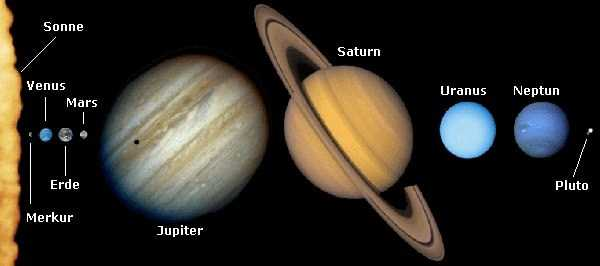 Sonne
Venus
Mars
Erde
Merkur
Jupiter
Saturn
Uranus
Neptun
Pluto